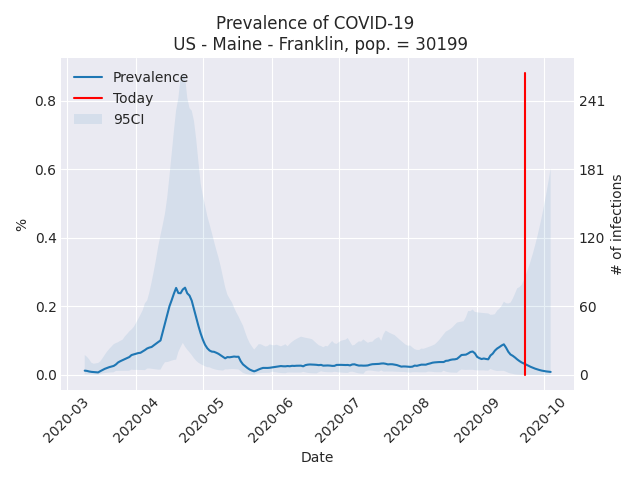 Prevalence of COVID-19
US - Maine - Franklin, pop. = 30199
Prevalence
Today
95CI
0.8
0.6
0.4
0.2
0.0
%
241
181
120
60
0
# of infections
2020-03
2020-04
2020-05
2020-06
2020-07
2020-08
2020-09
2020-10
Date